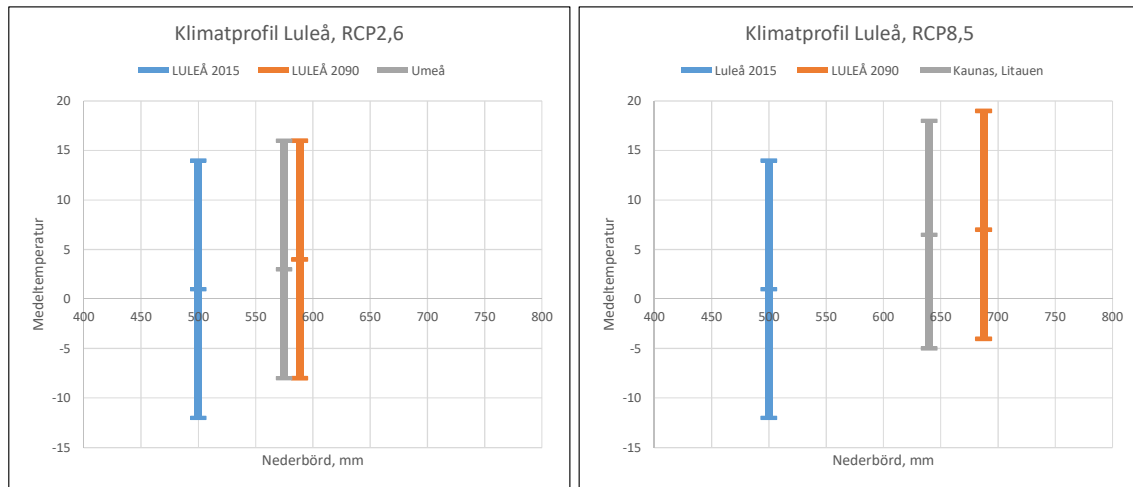 Klimatprofil Luleå, RCP2,6
LULEÅ 2015 LULEÅ 2090 Umeå
20
15
10
5
0
-5
-10
-15
400 450 500 550 600 650 700 750 800
Medeltemperatur
Nederbörd, mm
Klimatprofil Luleå, RCP8,5
Luleå 2015 LULEÅ 2090 Kaunas, Litauen
20
15
10
5
0
-5
-10
-15
400 450 500 550 600 650 700 750 800
Medeltemperatur
Nederbörd, mm